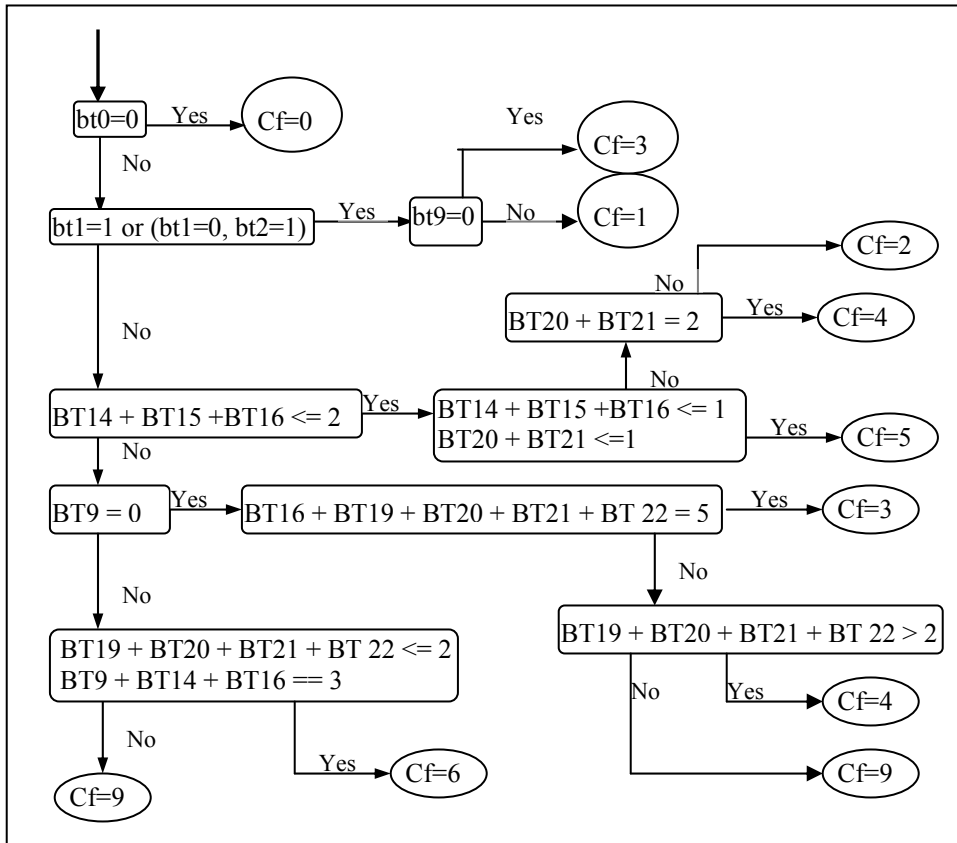 bt0=0
Yes
Cf=0
No
Yes
Cf=3
bt1=1 or (bt1=0, bt2=1)
Yes
bt9=0
No
Cf=1
Cf=2
No
No
BT20 + BT21 = 2
Yes
Cf=4
No
BT14 + BT15 +BT16 <= 2
Yes
BT14 + BT15 +BT16 <= 1
BT20 + BT21 <=1
Yes
Cf=5
No
BT9 = 0
Yes
BT16 + BT19 + BT20 + BT21 + BT 22 = 5
Yes
Cf=3
No
No
BT19 + BT20 + BT21 + BT 22 > 2
BT19 + BT20 + BT21 + BT 22 <= 2
BT9 + BT14 + BT16 == 3
No
Yes
Cf=4
No
Yes
Cf=6
Cf=9
Cf=9